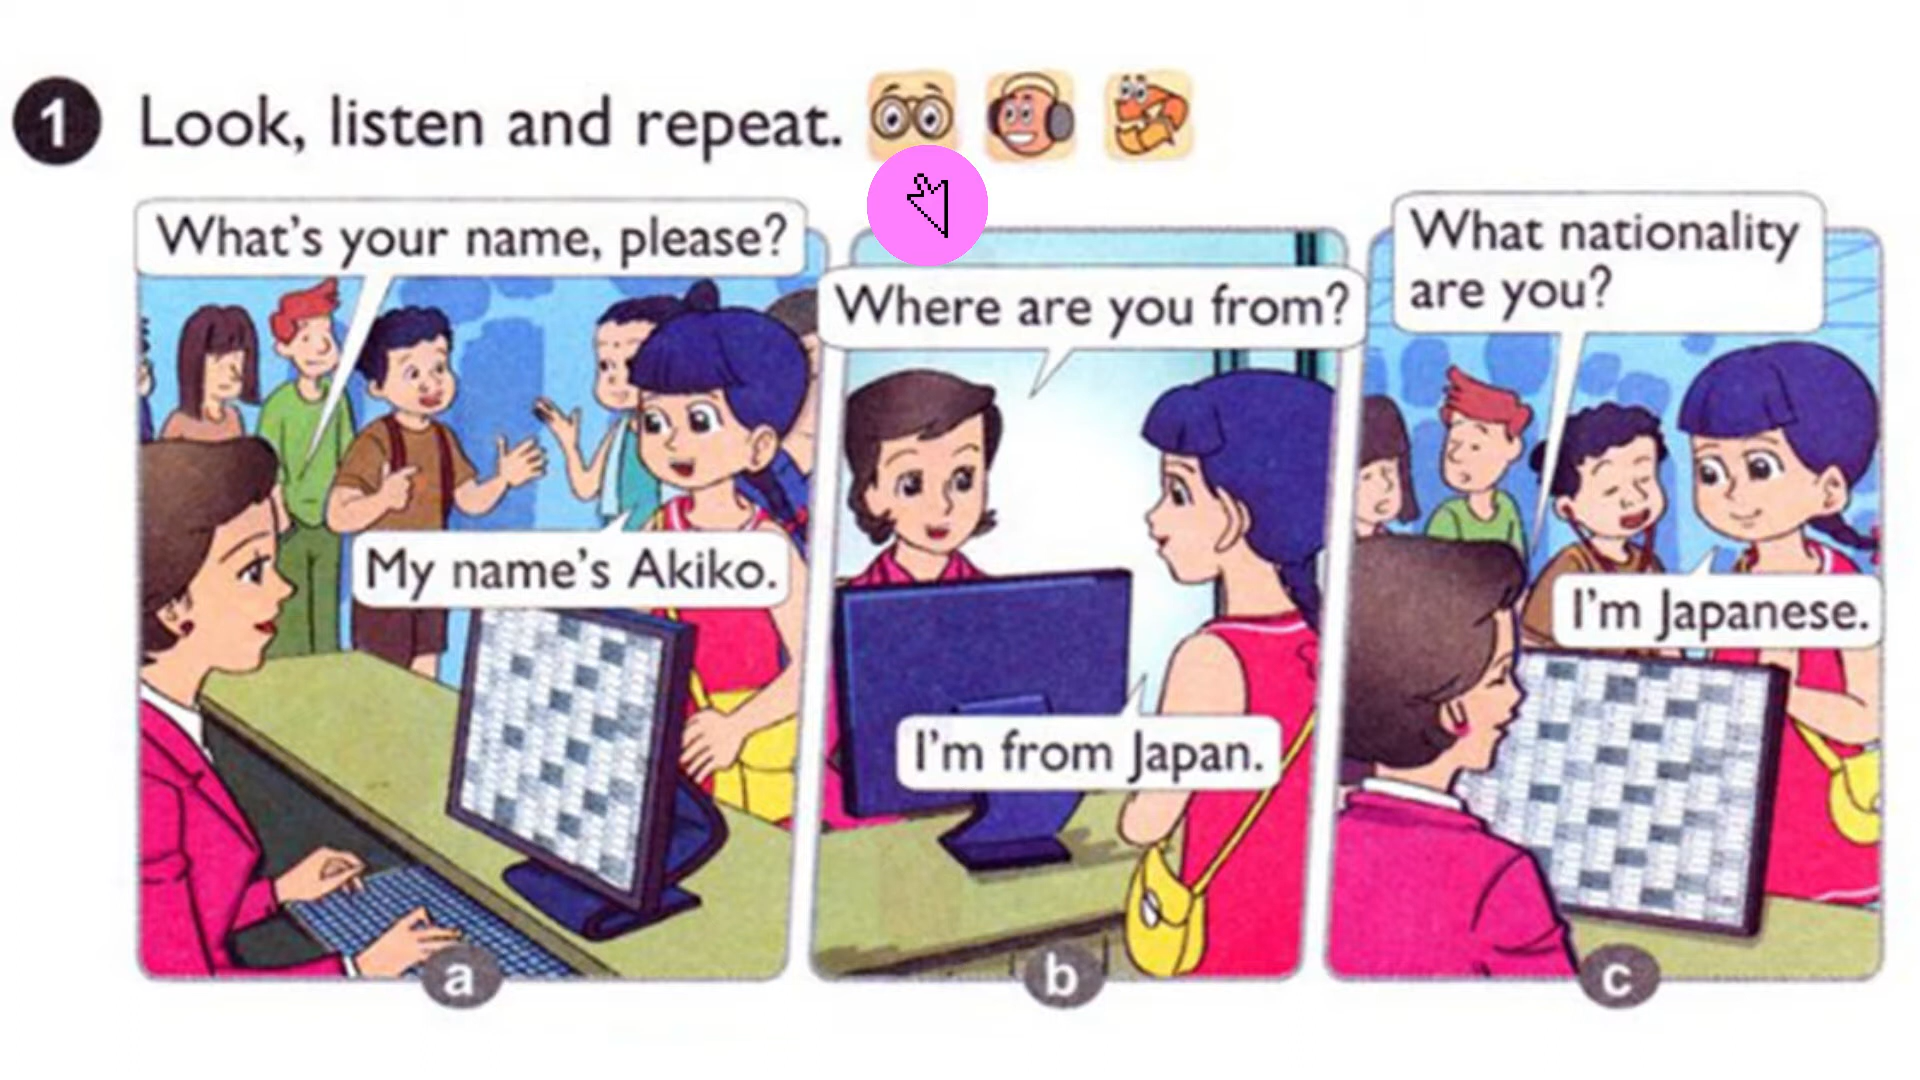 1 Look, listen and repeat.
What's your name, please?
My name's Akiko.
a
Where are you from?
I'm from Japan.
b
What nationality
are you?
I'm Japanese.
c